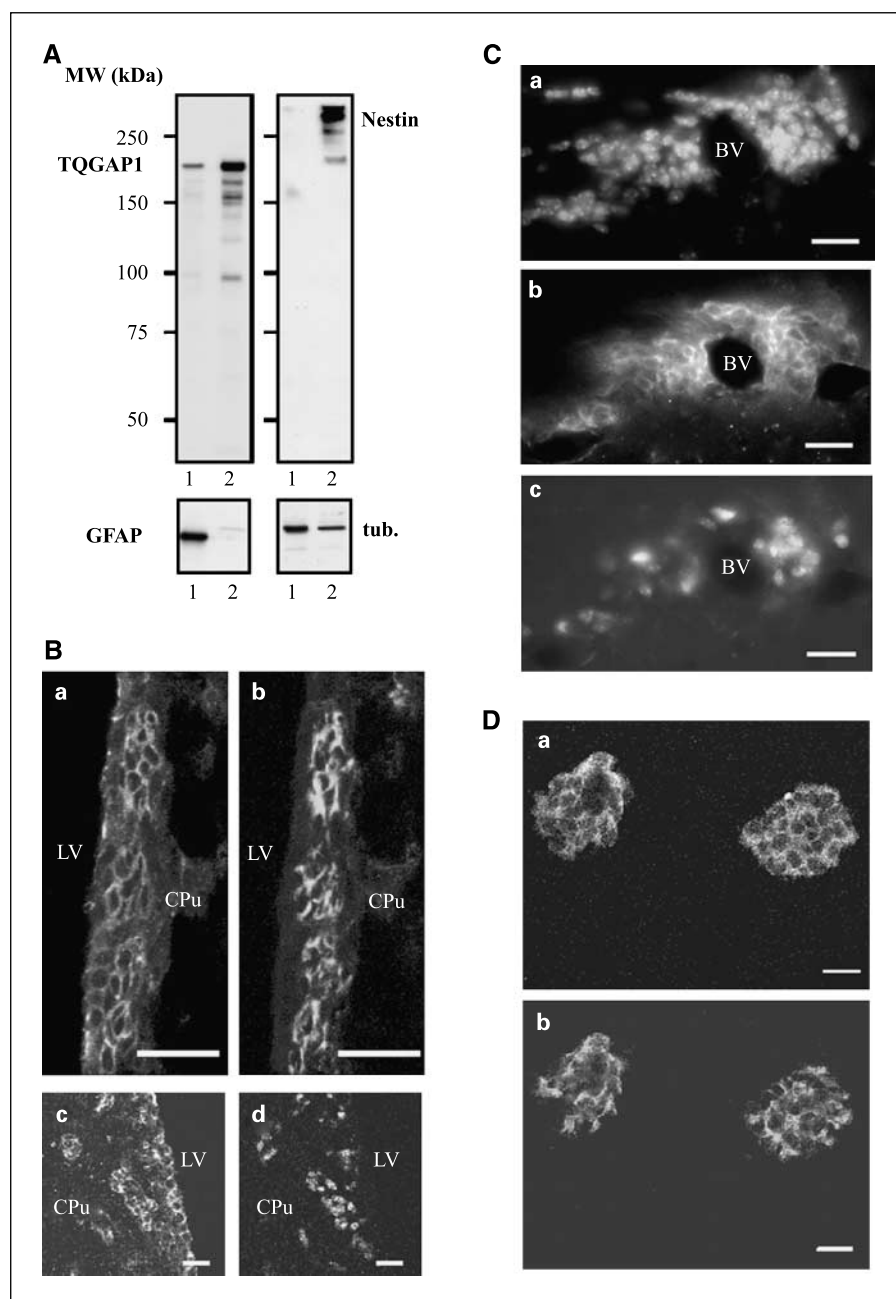 A
MW (kDa)
250
TQGAP1
150
100
75
50
Nestin
1 2
1 2
GFAP
tub.
1 2
1 2
B
a
LV
CPu
b
LV
CPu
c
LV
CPu
d
LV
CPu
C
a
BV
b
BV
c
BV
D
a
b